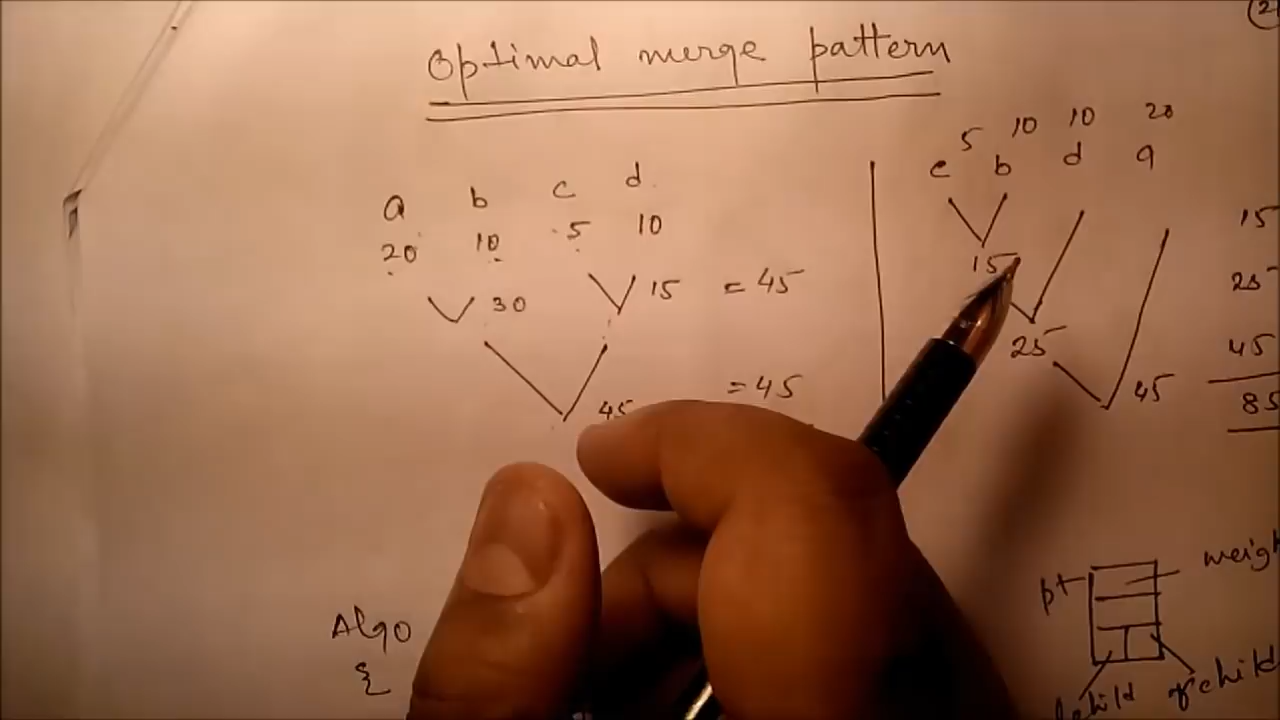 2
Optimal merge pattern
a b c d
20 10 5 10
30 15 = 45
45 = 45
5 10 10 20
c b d a
15
25
45
15
25
45
85
Algo
{
pt
weigh
child
rchild